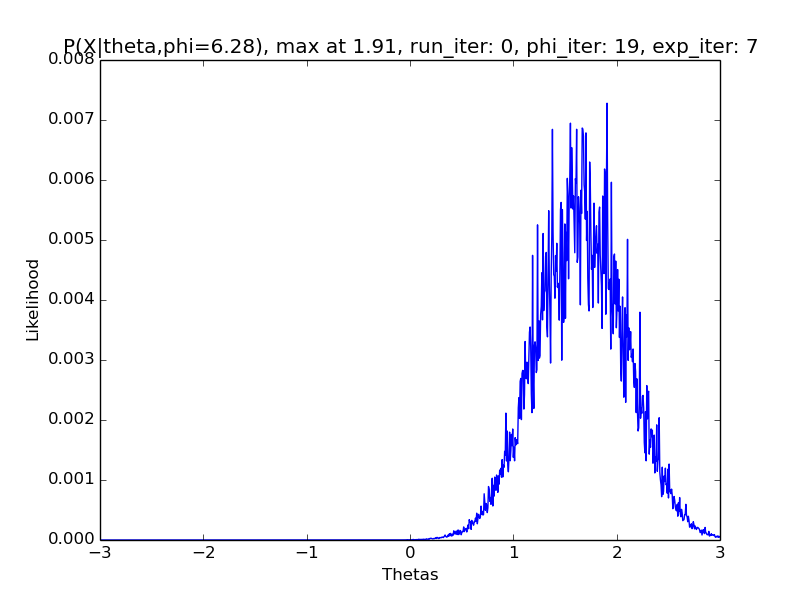 P(X|theta,phi=6.28), max at 1.91, run_iter: 0, phi_iter: 19, exp_iter: 7
0.008
0.007
0.006
0.005
0.004
0.003
0.002
0.001
0.000
Likelihood
−3 −2 −1 0 1 2 3
Thetas